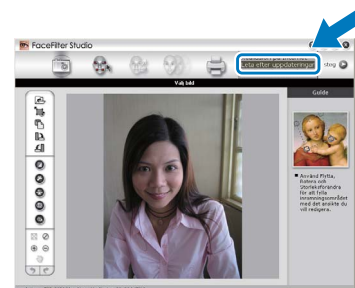 FaceFilter Studio
Leta efter uppdateringar
steg
Välj bild
Guide
Använd Flytta,
Rotera och
Storleksförändra
för att fylla
inramningsområdet
med det ansikte du
vill redigera.